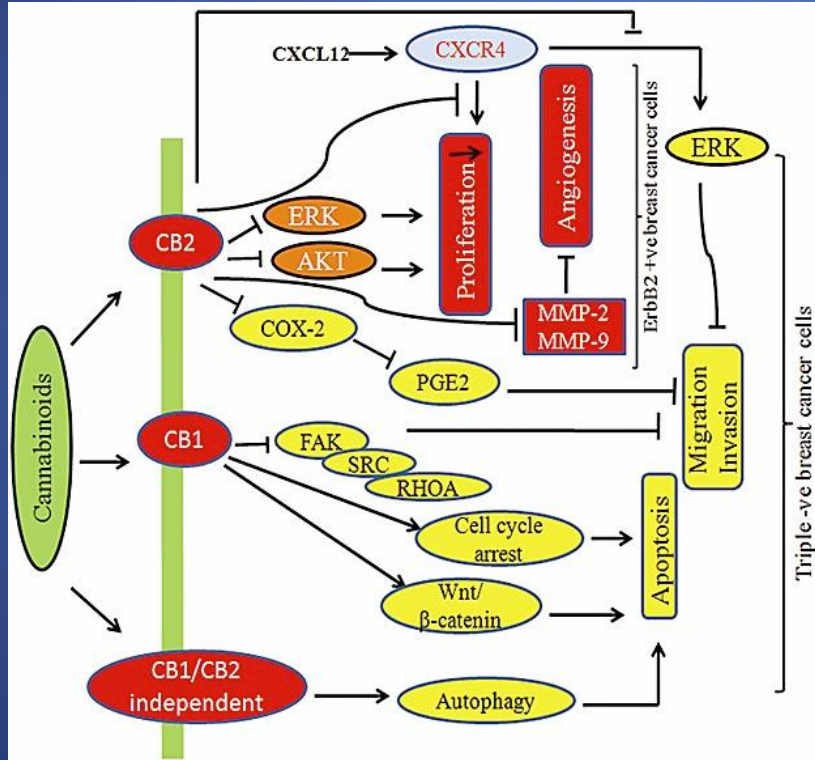 CXCL12
CXCR4
ERK
Angiogenesis
ErbB2 +ve breast cancer cells
Proliferation
CB2
ERK
AKT
COX-2
MMP-2
MMP-9
PGE2
Migration
Invasion
Triple -ve breast cancer cells
Cannabinoids
CB1
FAK
SRC
RHOA
Cell cycle
arrest
Apoptosis
Wnt/
β-catenin
CB1/CB2
independent
Autophagy